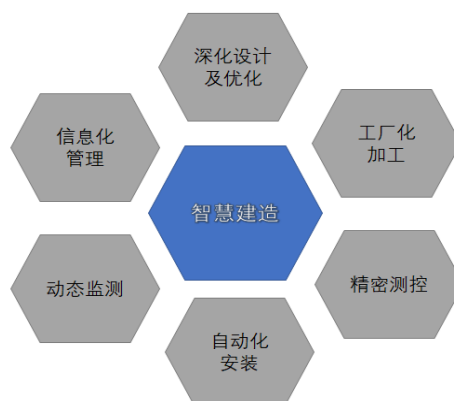 深化设计
及优化
信息化
管理
工厂化
加工
智慧建造
动态监测
精密测控
自动化
安装